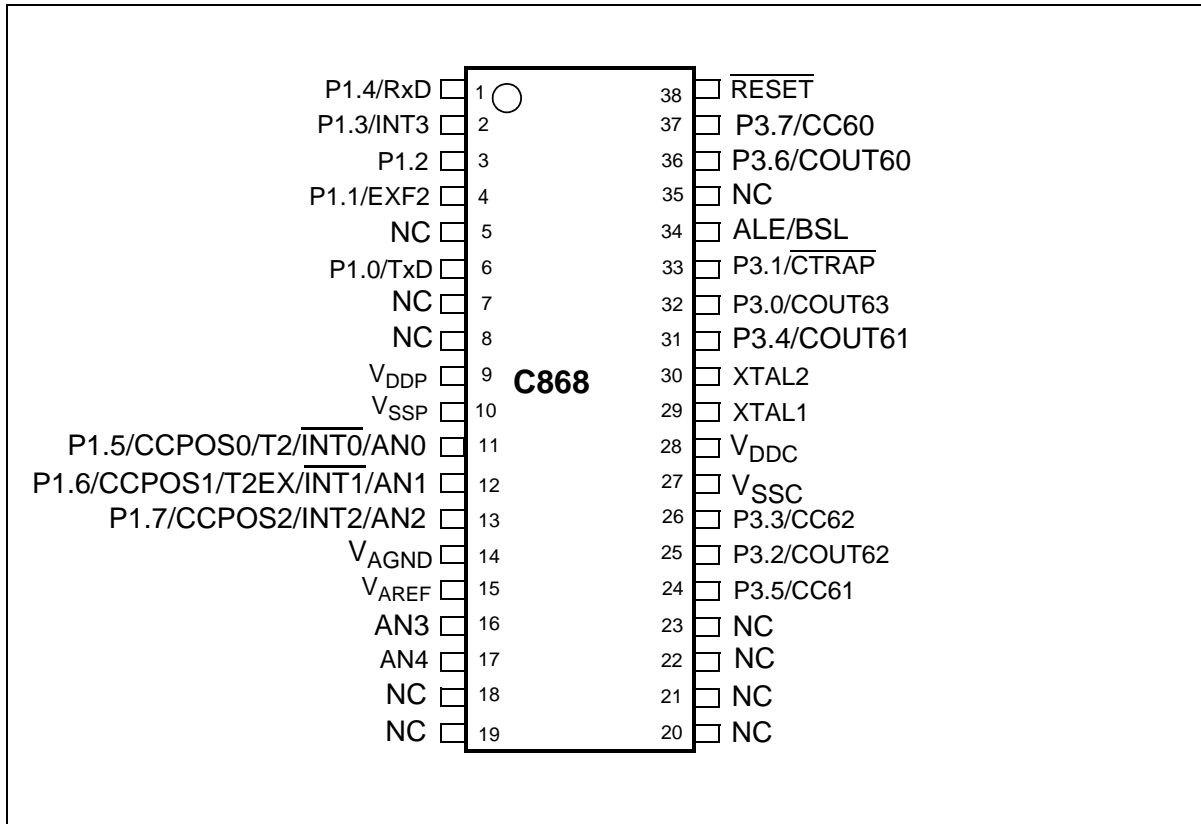 P1.4/RxD 1 38 RESET
P1.3/INT3 2 37 P3.7/CC60
P1.2 3 36 P3.6/COUT60
P1.1/EXF2 4 35 NC
NC 5 34 ALE/BSL
P1.0/TxD 6 33 P3.1/CTRAP
NC 7 32 P3.0/COUT63
NC 8 31 P3.4/COUT61
VDDP 9 C868 30 XTAL2
VSSP 10 29 XTAL1
P1.5/CCPOS0/T2/INT0/AN0 11 28 VDDC
P1.6/CCPOS1/T2EX/INT1/AN1 12 27 VSSC
P1.7/CCPOS2/INT2/AN2 13 26 P3.3/CC62
VAGND 14 25 P3.2/COUT62
VAREF 15 24 P3.5/CC61
AN3 16 23 NC
AN4 17 22 NC
NC 18 21 NC
NC 19 20 NC